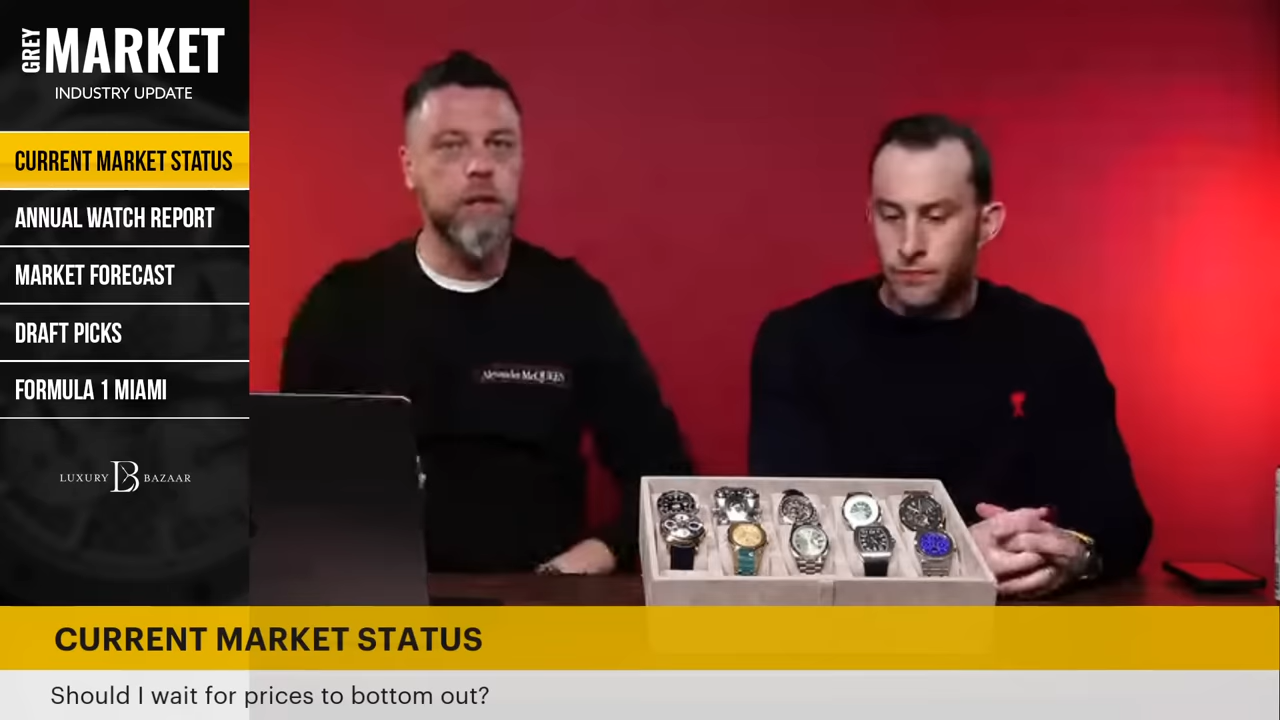 GREY
MARKET
INDUSTRY UPDATE
CURRENT MARKET STATUS
ANNUAL WATCH REPORT
MARKET FORECAST
DRAFT PICKS
FORMULA 1 MIAMI
LUXURY LB BAZAAR
Alexander McQUEEN
CURRENT MARKET STATUS
Should I wait for prices to bottom out?